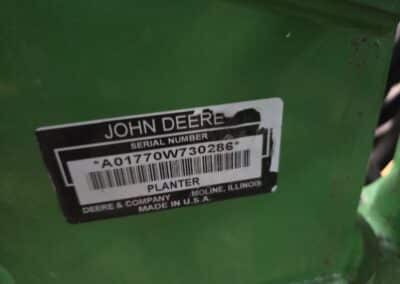 JOHN DEERE
SERIAL NUMBER
*A01770W730286*
PLANTER
DEERE & COMPANY MOLINE, ILLINOIS
MADE IN U.S.A.